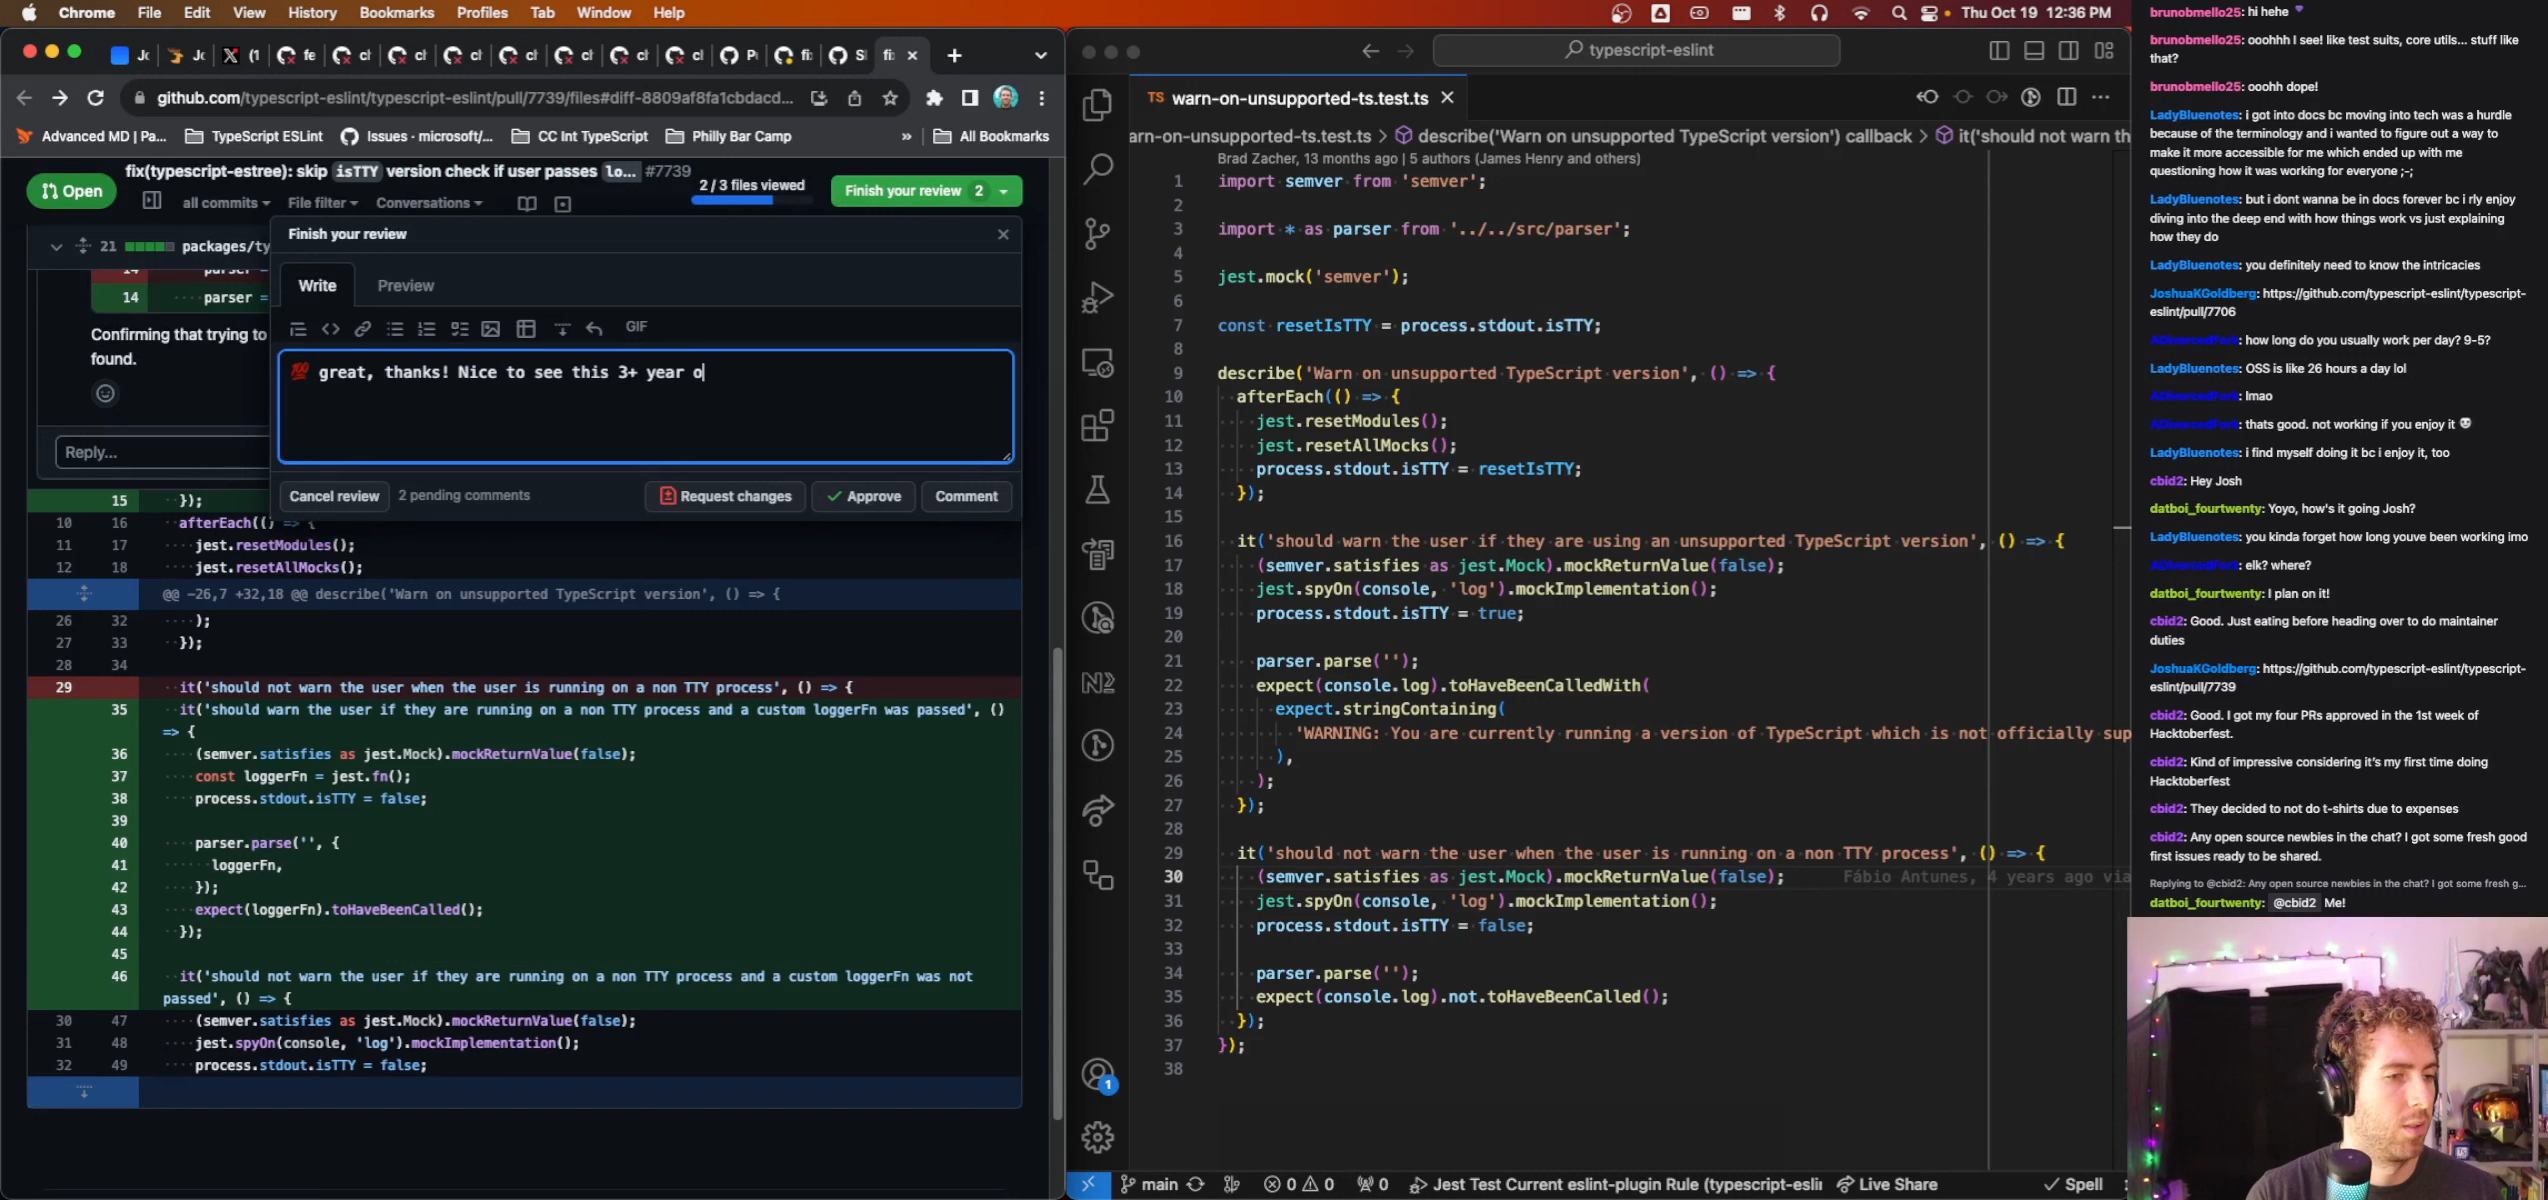 Chrome File Edit View History Bookmarks Profiles Tab Window Help
Thu Oct 19 12:36 PM
github.com/typescript-eslint/typescript-eslint/pull/7739/files#diff-8809af8fa1cbdacd...
Advanced MD | Pa... TypeScript ESLint Issues · microsoft/... CC Int TypeScript Philly Bar Camp » All Bookmarks
Open
fix(typescript-estree): skip isTTY version check if user passes lo... #7739
all commits File filter Conversations
2 / 3 files viewed
Finish your review 2
21 packages/ty
Finish your review
Write Preview
GIF
💯 great, thanks! Nice to see this 3+ year o
Cancel review 2 pending comments Request changes Approve Comment
14 parser =
14 parser =
Confirming that trying to
found.
Reply...
15 });
10 16 afterEach(() => {
11 17 jest.resetModules();
12 18 jest.resetAllMocks();
@@ -26,7 +32,18 @@ describe('Warn on unsupported TypeScript version', () => {
26 32 );
27 33 });
28 34
29 it('should not warn the user when the user is running on a non TTY process', () => {
35 it('should warn the user if they are running on a non TTY process and a custom loggerFn was passed', ()
=> {
36 (semver.satisfies as jest.Mock).mockReturnValue(false);
37 const loggerFn = jest.fn();
38 process.stdout.isTTY = false;
39
40 parser.parse('', {
41 loggerFn,
42 });
43 expect(loggerFn).toHaveBeenCalled();
44 });
45
46 it('should not warn the user if they are running on a non TTY process and a custom loggerFn was not
passed', () => {
30 47 (semver.satisfies as jest.Mock).mockReturnValue(false);
31 48 jest.spyOn(console, 'log').mockImplementation();
32 49 process.stdout.isTTY = false;
typescript-eslint
TS warn-on-unsupported-ts.test.ts
arn-on-unsupported-ts.test.ts > describe('Warn on unsupported TypeScript version') callback > it('should not warn th
Brad Zacher, 13 months ago | 5 authors (James Henry and others)
1 import semver from 'semver';
2
3 import * as parser from '../../src/parser';
4
5 jest.mock('semver');
6
7 const resetIsTTY = process.stdout.isTTY;
8
9 describe('Warn on unsupported TypeScript version', () => {
10 afterEach(() => {
11 jest.resetModules();
12 jest.resetAllMocks();
13 process.stdout.isTTY = resetIsTTY;
14 });
15
16 it('should warn the user if they are using an unsupported TypeScript version', () => {
17 (semver.satisfies as jest.Mock).mockReturnValue(false);
18 jest.spyOn(console, 'log').mockImplementation();
19 process.stdout.isTTY = true;
20
21 parser.parse('');
22 expect(console.log).toHaveBeenCalledWith(
23 expect.stringContaining(
24 'WARNING: You are currently running a version of TypeScript which is not officially sup
25 ),
26 );
27 });
28
29 it('should not warn the user when the user is running on a non TTY process', () => {
30 (semver.satisfies as jest.Mock).mockReturnValue(false); Fábio Antunes, 4 years ago via
31 jest.spyOn(console, 'log').mockImplementation();
32 process.stdout.isTTY = false;
33
34 parser.parse('');
35 expect(console.log).not.toHaveBeenCalled();
36 });
37 });
38
1
main 0 0 0 Jest Test Current eslint-plugin Rule (typescript-esli Live Share Spell
brunobmello25: hi hehe
brunobmello25: ooohhh I see! like test suits, core utils... stuff like
that?
brunobmello25: ooohh dope!
LadyBluenotes: i got into docs bc moving into tech was a hurdle
because of the terminology and i wanted to figure out a way to
make it more accessible for me which ended up with me
questioning how it was working for everyone ;-;
LadyBluenotes: but i dont wanna be in docs forever bc i rly enjoy
diving into the deep end with how things work vs just explaining
how they do
LadyBluenotes: you definitely need to know the intricacies
JoshuaKGoldberg: https://github.com/typescript-eslint/typescript-
eslint/pull/7706
ADivorcedFork: how long do you usually work per day? 9-5?
LadyBluenotes: OSS is like 26 hours a day lol
ADivorcedFork: lmao
ADivorcedFork: thats good. not working if you enjoy it
LadyBluenotes: i find myself doing it bc i enjoy it, too
cbid2: Hey Josh
datboi_fourtwenty: Yoyo, how's it going Josh?
LadyBluenotes: you kinda forget how long youve been working imo
ADivorcedFork: elk? where?
datboi_fourtwenty: I plan on it!
cbid2: Good. Just eating before heading over to do maintainer
duties
JoshuaKGoldberg: https://github.com/typescript-eslint/typescript-
eslint/pull/7739
cbid2: Good. I got my four PRs approved in the 1st week of
Hacktoberfest.
cbid2: Kind of impressive considering it's my first time doing
Hacktoberfest
cbid2: They decided to not do t-shirts due to expenses
cbid2: Any open source newbies in the chat? I got some fresh good
first issues ready to be shared.
Replying to @cbid2: Any open source newbies in the chat? I got some fresh g...
datboi_fourtwenty: @cbid2 Me!